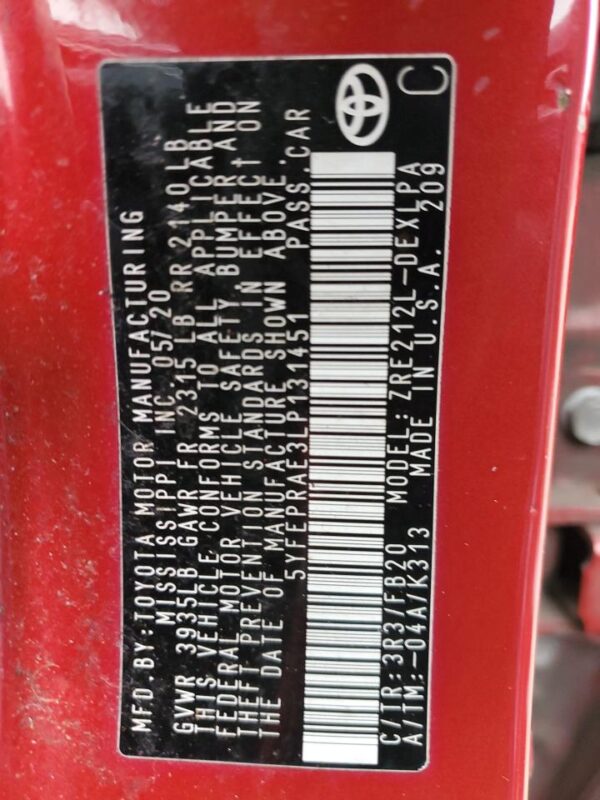 MFD.BY:TOYOTA MOTOR MANUFACTURING
MISSISSIPPI INC. 05/20
GVWR 3935LB GAWR FR 2315 LB RR 2140LB
THIS VEHICLE CONFORMS TO ALL APPLICABLE
FEDERAL MOTOR VEHICLE SAFETY, BUMPER AND
THEFT PREVENTION STANDARDS IN EFFECT ON
THE DATE OF MANUFACTURE SHOWN ABOVE.
5YFEPRAE3LP131451 PASS.CAR
C/TR:3R3/FB20 MODEL:ZRE212L-DEXLPA
A/TM:-04A/K313 MADE IN U.S.A. 209
C